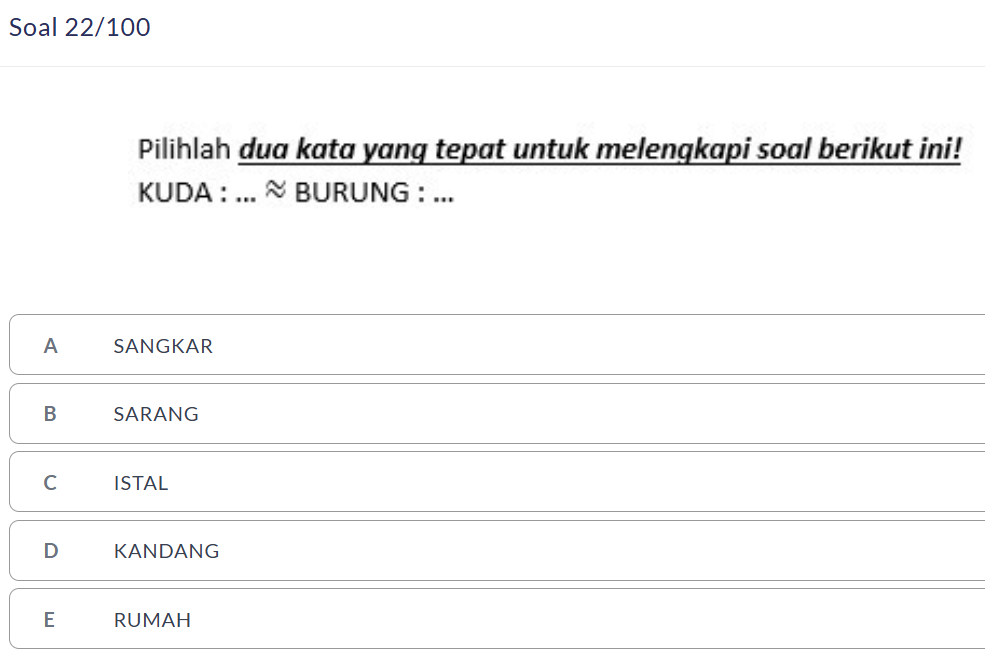 Soal 22/100
Pilihlah dua kata yang tepat untuk melengkapi soal berikut ini!
KUDA : ... ≈ BURUNG : ...
A SANGKAR
B SARANG
C ISTAL
D KANDANG
E RUMAH